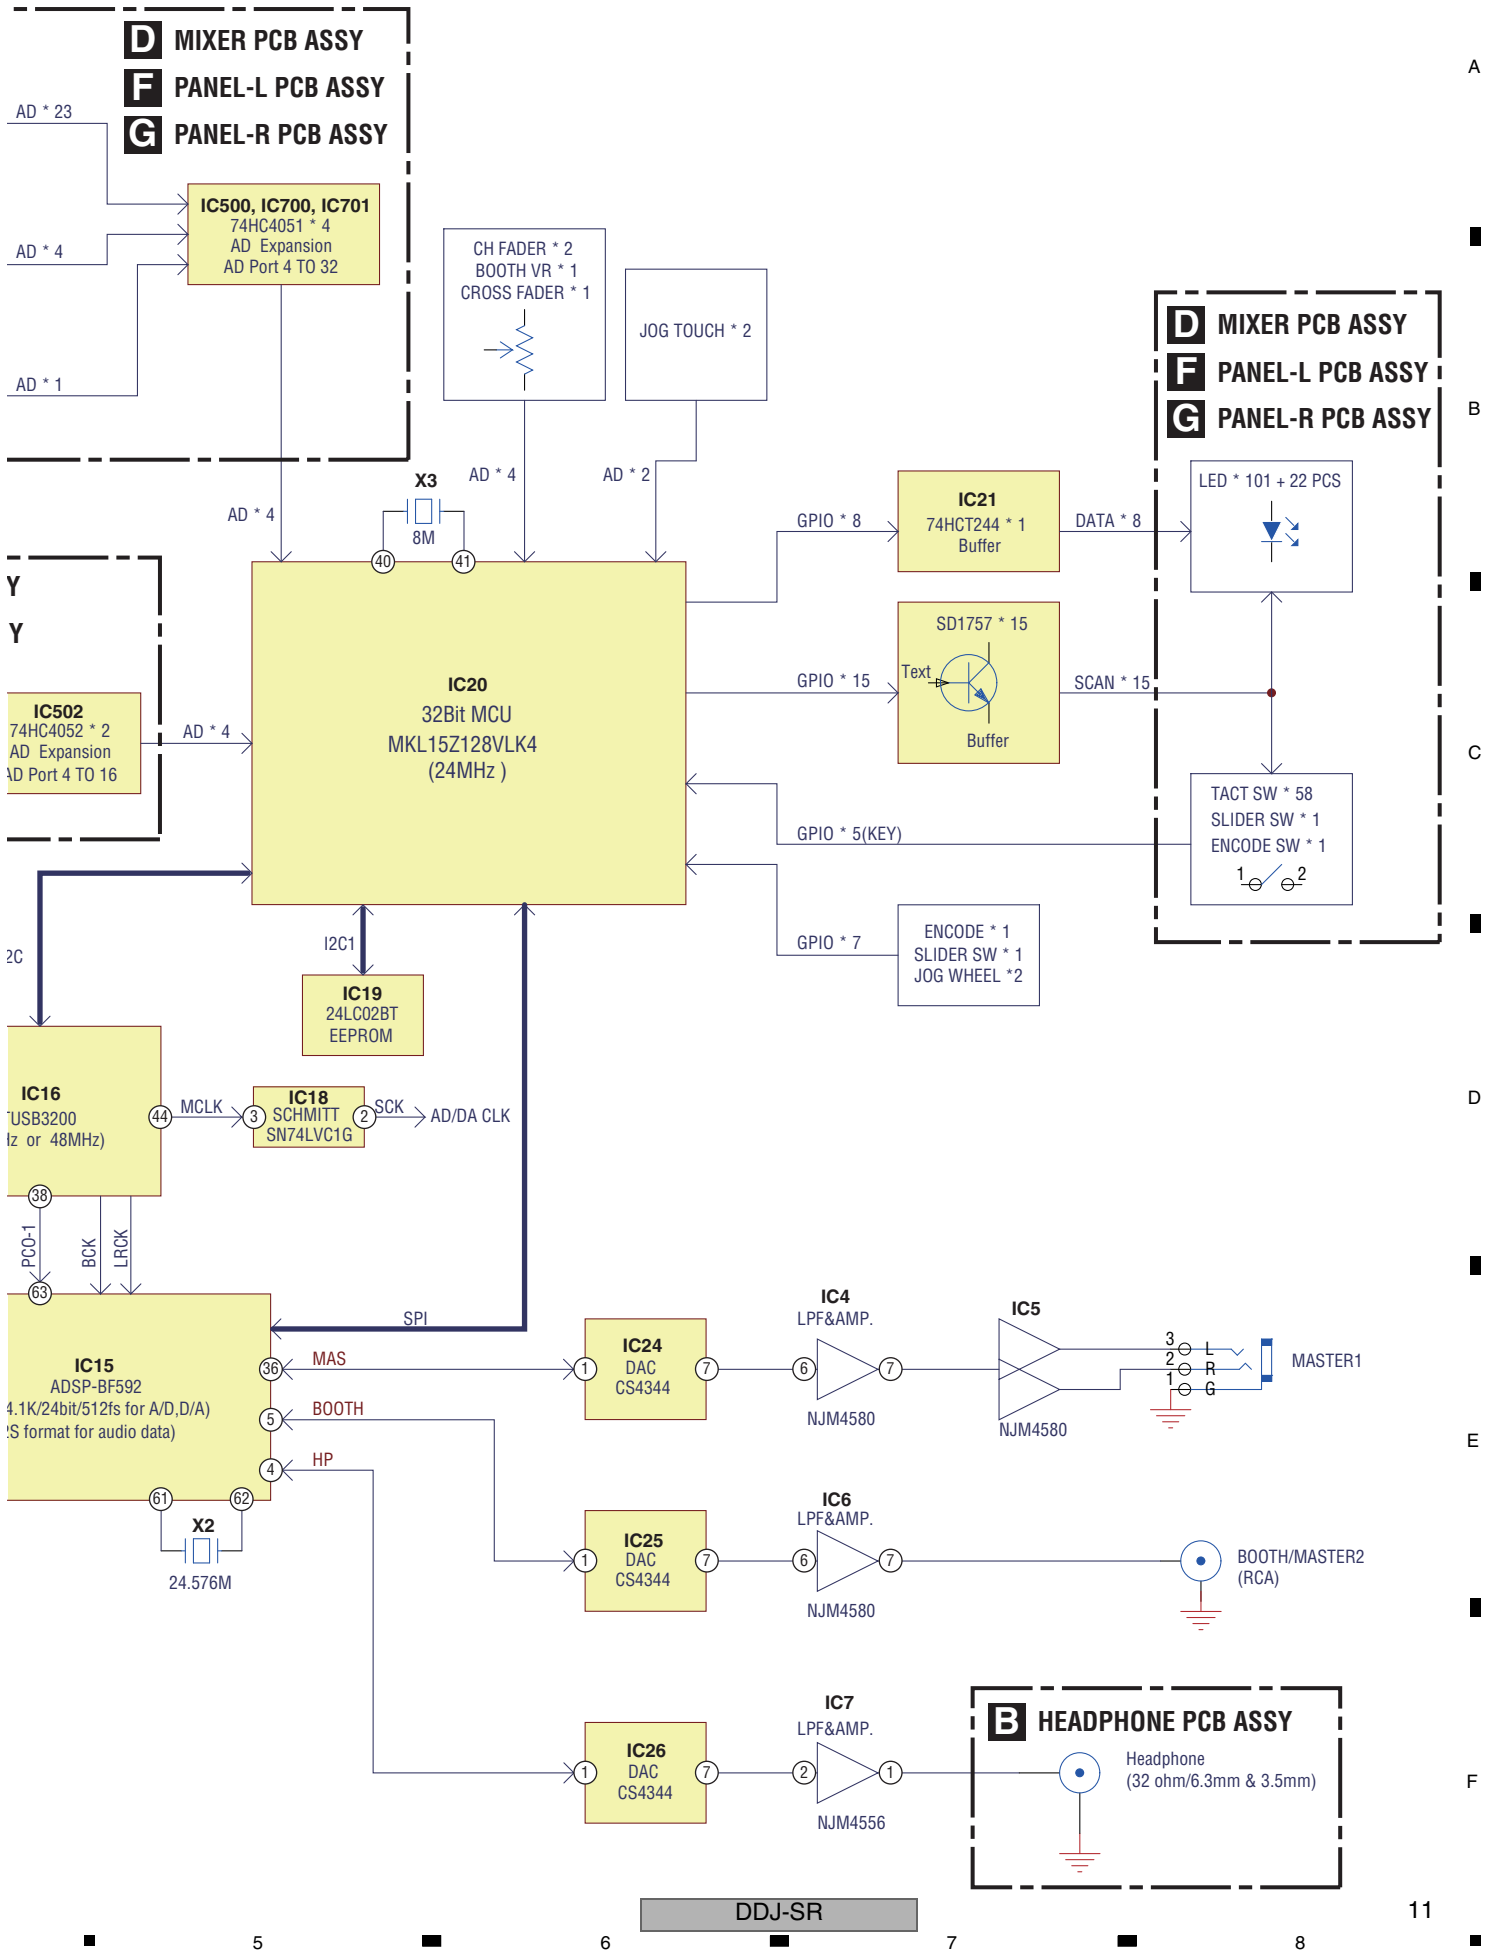 D MIXER PCB ASSY
F PANEL-L PCB ASSY
G PANEL-R PCB ASSY
AD * 23
AD * 4
AD * 1
IC500, IC700, IC701
74HC4051 * 4
AD Expansion
AD Port 4 TO 32
CH FADER * 2
BOOTH VR * 1
CROSS FADER * 1
JOG TOUCH * 2
AD * 4
X3
8M
AD * 4
AD * 2
40
41
D MIXER PCB ASSY
F PANEL-L PCB ASSY
G PANEL-R PCB ASSY
LED * 101 + 22 PCS
GPIO * 8
IC21
74HCT244 * 1
Buffer
DATA * 8
Y
Y
IC502
74HC4052 * 2
AD Expansion
AD Port 4 TO 16
AD * 4
IC20
32Bit MCU
MKL15Z128VLK4
(24MHz )
GPIO * 15
SD1757 * 15
Text
Buffer
SCAN * 15
GPIO * 5(KEY)
TACT SW * 58
SLIDER SW * 1
ENCODE SW * 1
1 2
GPIO * 7
ENCODE * 1
SLIDER SW * 1
JOG WHEEL *2
2C
I2C1
IC19
24LC02BT
EEPROM
IC16
TUSB3200
Hz or 48MHz)
44
MCLK
3
IC18
SCHMITT
SN74LVC1G
2
SCK
AD/DA CLK
38
PCO-1
BCK
LRCK
63
SPI
IC15
ADSP-BF592
4.1K/24bit/512fs for A/D,D/A)
2S format for audio data)
36
MAS
5
BOOTH
4
HP
61
62
X2
24.576M
1
IC24
DAC
CS4344
7
IC4
LPF&AMP.
6
7
NJM4580
IC5
NJM4580
3 L
2 R
1 G
MASTER1
1
IC25
DAC
CS4344
7
IC6
LPF&AMP.
6
7
NJM4580
BOOTH/MASTER2
(RCA)
1
IC26
DAC
CS4344
7
IC7
LPF&AMP.
2
1
NJM4556
B HEADPHONE PCB ASSY
Headphone
(32 ohm/6.3mm & 3.5mm)
A
B
C
D
E
F
DDJ-SR
11
5
6
7
8